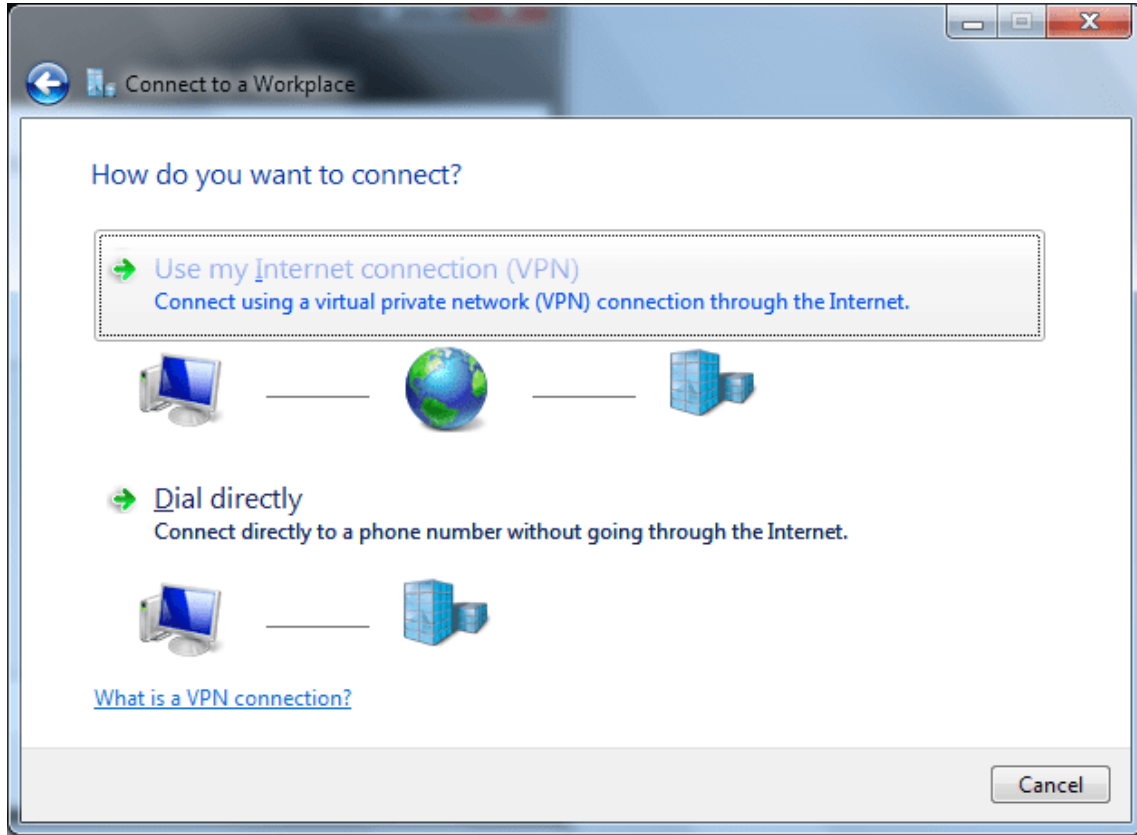 Connect to a Workplace
How do you want to connect?
Use my Internet connection (VPN)
Connect using a virtual private network (VPN) connection through the Internet.
Dial directly
Connect directly to a phone number without going through the Internet.
What is a VPN connection?
Cancel